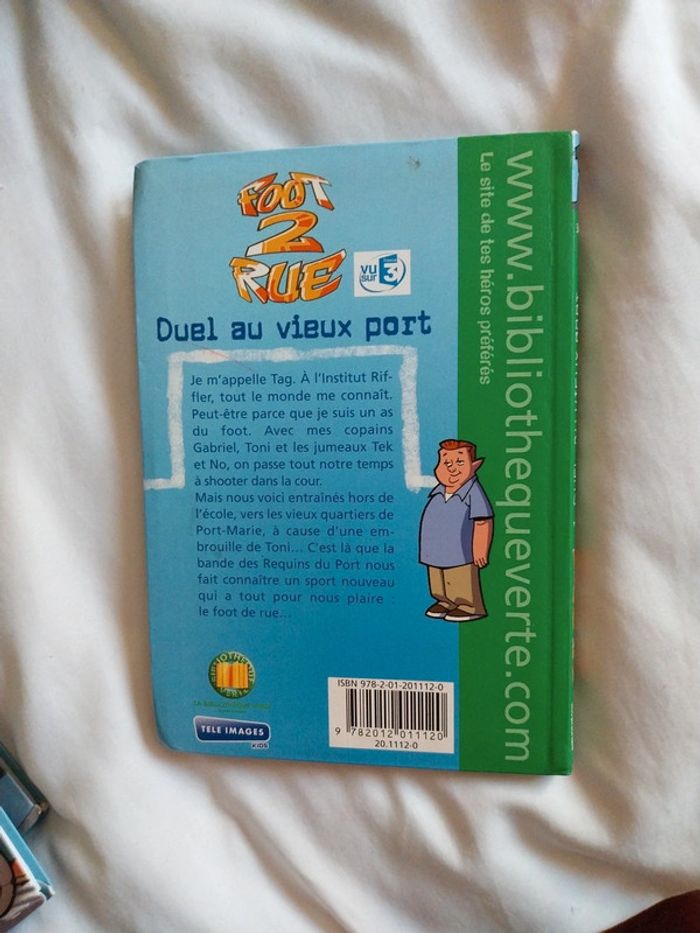 FOOT
2
RUE
VU
sur
3
Duel au vieux port
Je m'appelle Tag. À l'Institut Rif-
fler, tout le monde me connaît.
Peut-être parce que je suis un as
du foot. Avec mes copains
Gabriel, Toni et les jumeaux Tek
et No, on passe tout notre temps
à shooter dans la cour.
Mais nous voici entraînés hors de
l'école, vers les vieux quartiers de
Port-Marie, à cause d'une em-
brouille de Toni... C'est là que la
bande des Requins du Port nous
fait connaître un sport nouveau
qui a tout pour nous plaire :
le foot de rue...
TELE IMAGES
KIDS
ISBN 978-2-01-201112-0
9 782012 011120
20.1112-0
www.bibliothequeverte.com
Le site de tes héros préférés